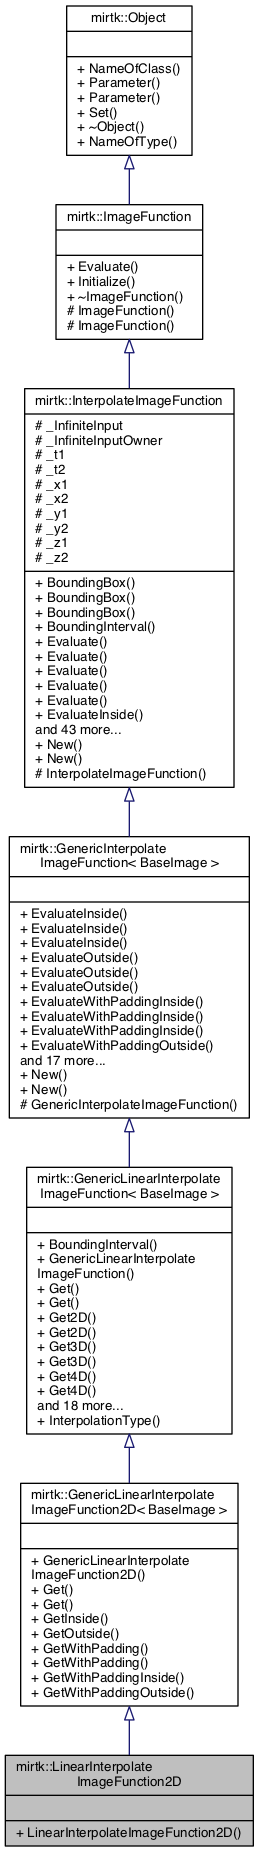 mirtk::Object
+ NameOfClass()
+ Parameter()
+ Parameter()
+ Set()
+ ~Object()
+ NameOfType()
mirtk::ImageFunction
+ Evaluate()
+ Initialize()
+ ~ImageFunction()
# ImageFunction()
# ImageFunction()
mirtk::InterpolateImageFunction
# _InfiniteInput
# _InfiniteInputOwner
# _t1
# _t2
# _x1
# _x2
# _y1
# _y2
# _z1
# _z2
+ BoundingBox()
+ BoundingBox()
+ BoundingBox()
+ BoundingInterval()
+ Evaluate()
+ Evaluate()
+ Evaluate()
+ Evaluate()
+ Evaluate()
+ EvaluateInside()
and 43 more...
+ New()
+ New()
# InterpolateImageFunction()
mirtk::GenericInterpolate
ImageFunction< BaseImage >
+ EvaluateInside()
+ EvaluateInside()
+ EvaluateInside()
+ EvaluateOutside()
+ EvaluateOutside()
+ EvaluateOutside()
+ EvaluateWithPaddingInside()
+ EvaluateWithPaddingInside()
+ EvaluateWithPaddingInside()
+ EvaluateWithPaddingOutside()
and 17 more...
+ New()
+ New()
# GenericInterpolateImageFunction()
mirtk::GenericLinearInterpolate
ImageFunction< BaseImage >
+ BoundingInterval()
+ GenericLinearInterpolate
ImageFunction()
+ Get()
+ Get()
+ Get2D()
+ Get2D()
+ Get3D()
+ Get3D()
+ Get4D()
+ Get4D()
and 18 more...
+ InterpolationType()
mirtk::GenericLinearInterpolate
ImageFunction2D< BaseImage >
+ GenericLinearInterpolate
ImageFunction2D()
+ Get()
+ Get()
+ GetInside()
+ GetOutside()
+ GetWithPadding()
+ GetWithPadding()
+ GetWithPaddingInside()
+ GetWithPaddingOutside()
mirtk::LinearInterpolate
ImageFunction2D
+ LinearInterpolateImageFunction2D()